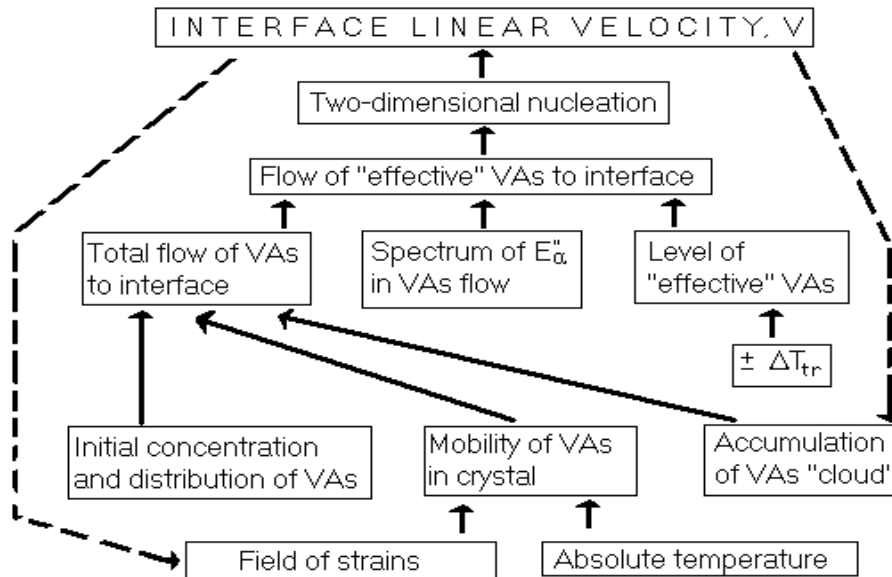 INTERFACE LINEAR VELOCITY, V
Two-dimensional nucleation
Flow of "effective" VAs to interface
Total flow of VAs
to interface
Spectrum of E"α
in VAs flow
Level of
"effective" VAs
± ΔTtr
Initial concentration
and distribution of VAs
Mobility of VAs
in crystal
Accumulation
of VAs "cloud"
Field of strains
Absolute temperature